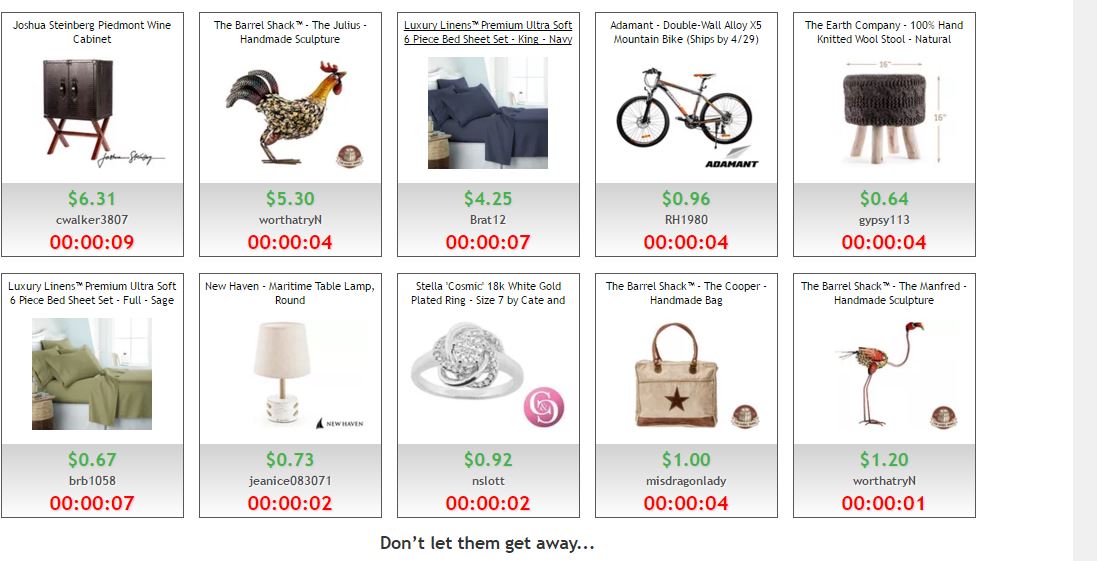 Joshua Steinberg Piedmont Wine
Cabinet
$6.31
cwalker3807
00:00:09
The Barrel Shack™ - The Julius -
Handmade Sculpture
$5.30
worthatryN
00:00:04
Luxury Linens™ Premium Ultra Soft
6 Piece Bed Sheet Set - King - Navy
$4.25
Brat12
00:00:07
Adamant - Double-Wall Alloy X5
Mountain Bike (Ships by 4/29)
ADAMANT
$0.96
RH1980
00:00:04
The Earth Company - 100% Hand
Knitted Wool Stool - Natural
16"
16"
$0.64
gypsy113
00:00:04
Luxury Linens™ Premium Ultra Soft
6 Piece Bed Sheet Set - Full - Sage
$0.67
brb1058
00:00:07
New Haven - Maritime Table Lamp,
Round
NEW HAVEN
$0.73
jeanice083071
00:00:02
Stella 'Cosmic' 18k White Gold
Plated Ring - Size 7 by Cate and
C&C
$0.92
nslott
00:00:02
The Barrel Shack™ - The Cooper -
Handmade Bag
$1.00
misdragonlady
00:00:04
The Barrel Shack™ - The Manfred -
Handmade Sculpture
$1.20
worthatryN
00:00:01
Don't let them get away...